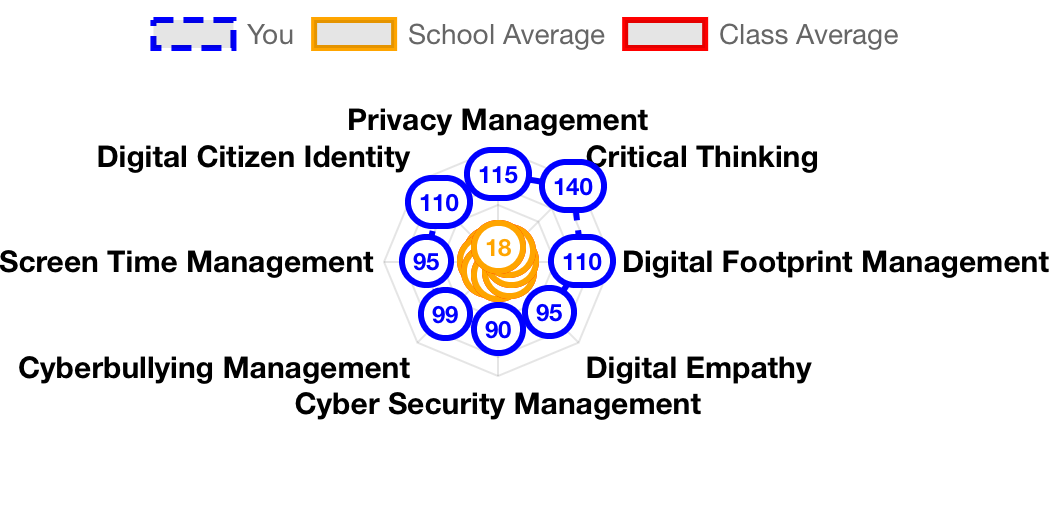 You School Average Class Average
Privacy Management
Digital Citizen Identity Critical Thinking
115
140
110
18
Screen Time Management 95 110 Digital Footprint Management
99 95
90
Cyberbullying Management Digital Empathy
Cyber Security Management